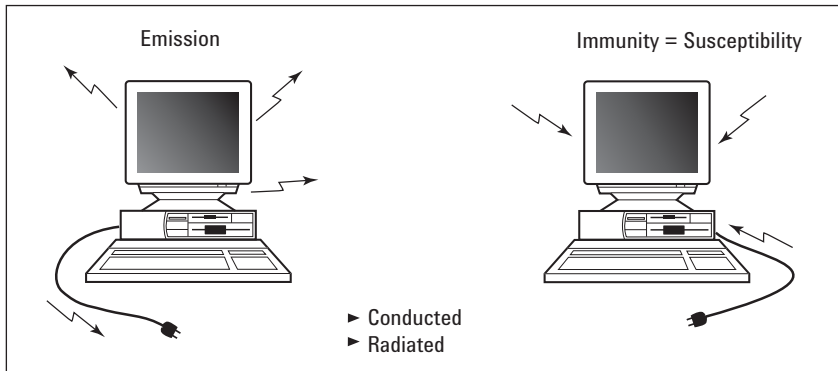 Emission
Immunity = Susceptibility
► Conducted
► Radiated